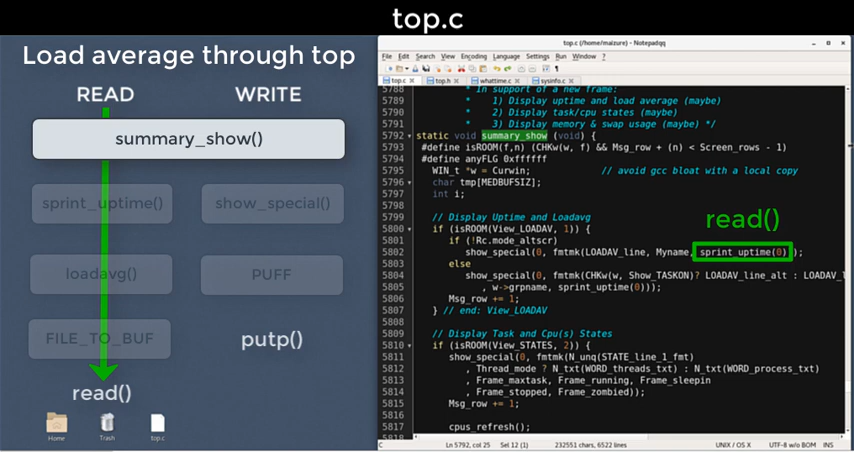 top.c
Load average through top
READ WRITE
summary_show()
sprint_uptime() show_special()
loadavg() PUFF
FILE_TO_BUF putp()
read()
Home Trash top.c
top.c (/home/maizure) - Notepadqq
File Edit Search View Encoding Language Settings Run Window ?
top.c top.h whattime.c sysinfo.c
5788 * In support of a new frame:
5789 * 1) Display uptime and load average (maybe)
5790 * 2) Display task/cpu states (maybe)
5791 * 3) Display memory & swap usage (maybe) */
5792 static void summary_show (void) {
5793 #define isROOM(f,n) (CHKw(w, f) && Msg_row + (n) < Screen_rows - 1)
5794 #define anyFLG 0xffffff
5795 WIN_t *w = Curwin; // avoid gcc bloat with a local copy
5796 char tmp[MEDBUFSIZ];
5797 int i;
5798
5799 // Display Uptime and Loadavg
read()
5800 if (isROOM(View_LOADAV, 1)) {
5801 if (!Rc.mode_altscr)
5802 show_special(0, fmtmk(LOADAV_line, Myname, sprint_uptime(0)));
5803 else
5804 show_special(0, fmtmk(CHKw(w, Show_TASKON)? LOADAV_line_alt : LOADAV_l
5805 , w->grpname, sprint_uptime(0)));
5806 Msg_row += 1;
5807 } // end: View_LOADAV
5808
5809 // Display Task and Cpu(s) States
5810 if (isROOM(View_STATES, 2)) {
5811 show_special(0, fmtmk(N_unq(STATE_line_1_fmt)
5812 , Thread_mode ? N_txt(WORD_threads_txt) : N_txt(WORD_process_txt)
5813 , Frame_maxtask, Frame_running, Frame_sleepin
5814 , Frame_stopped, Frame_zombied));
5815 Msg_row += 1;
5816
5817 cpus_refresh();
5818
C Ln 5792, col 25 Sel 12 (1) 232551 chars, 6522 lines UNIX / OS X UTF-8 w/o BOM INS